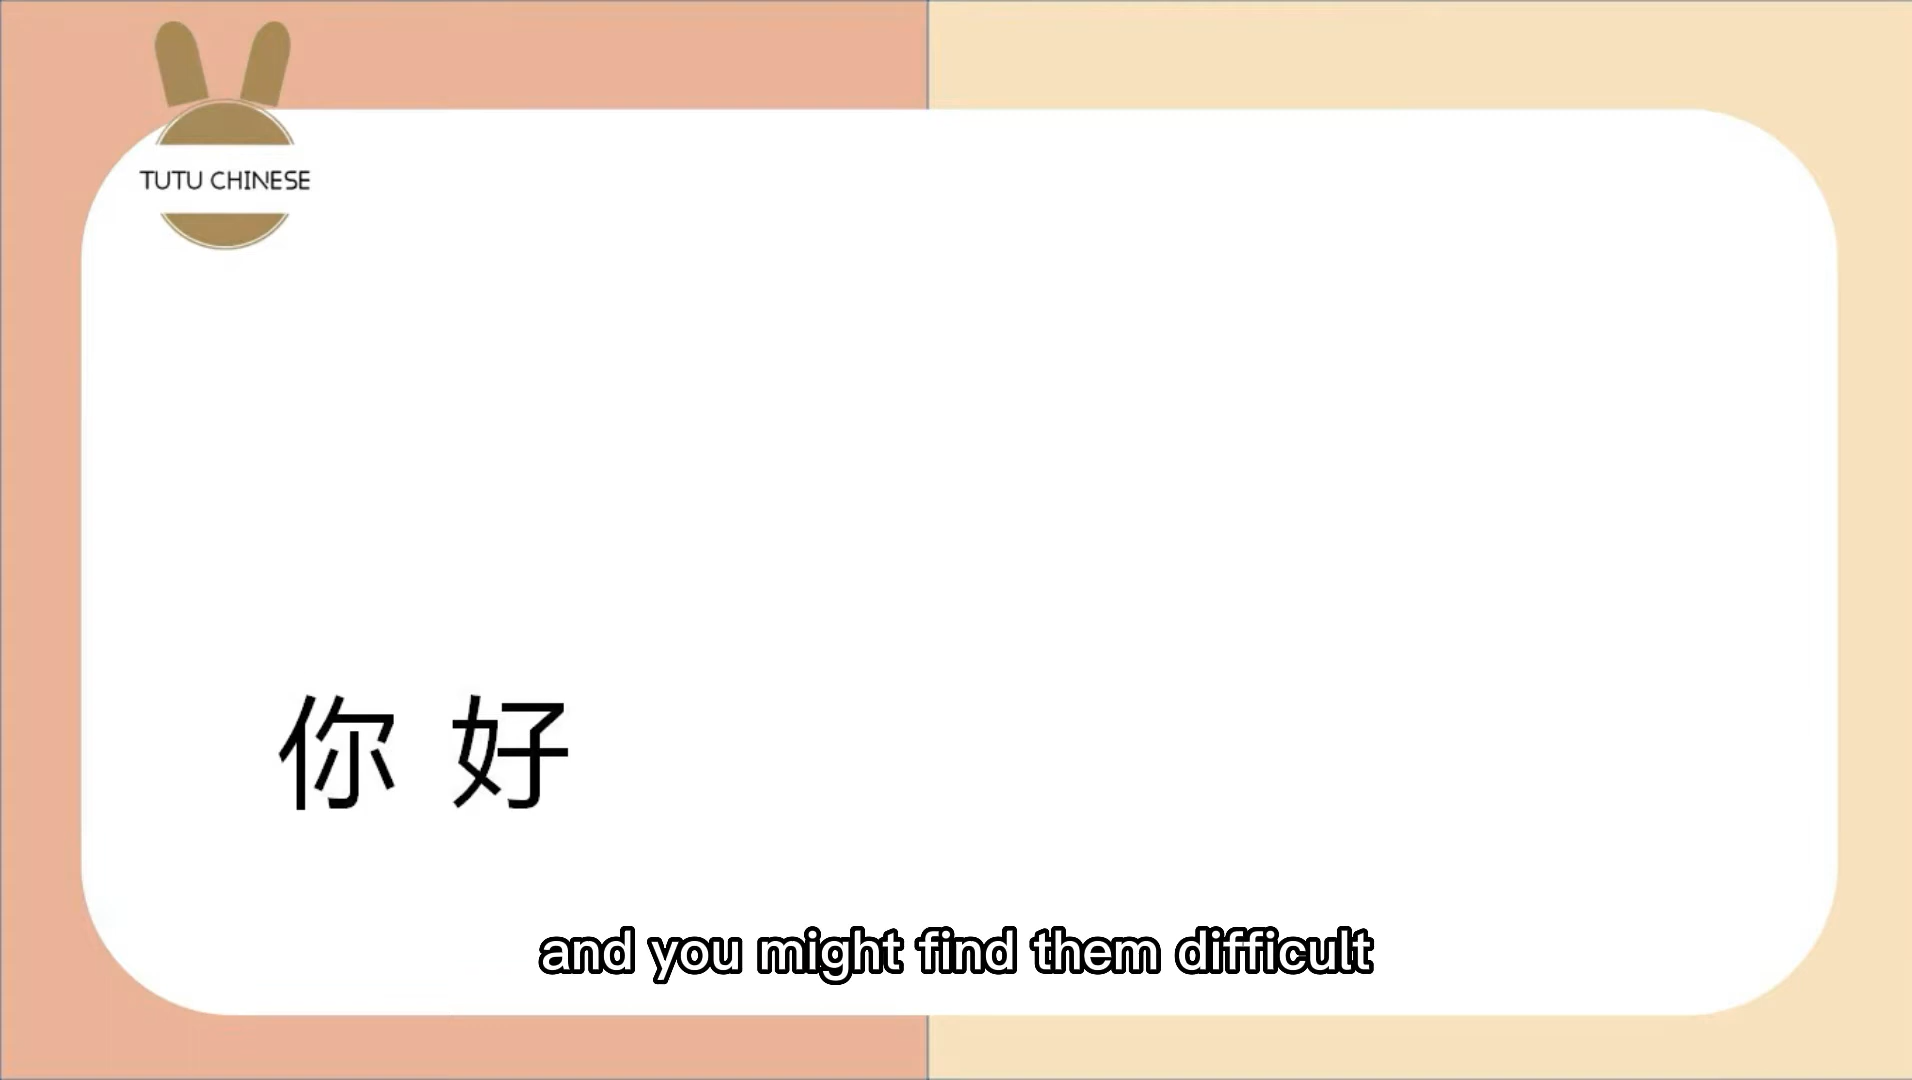 TUTU CHINESE
你 好
and you might find them difficult